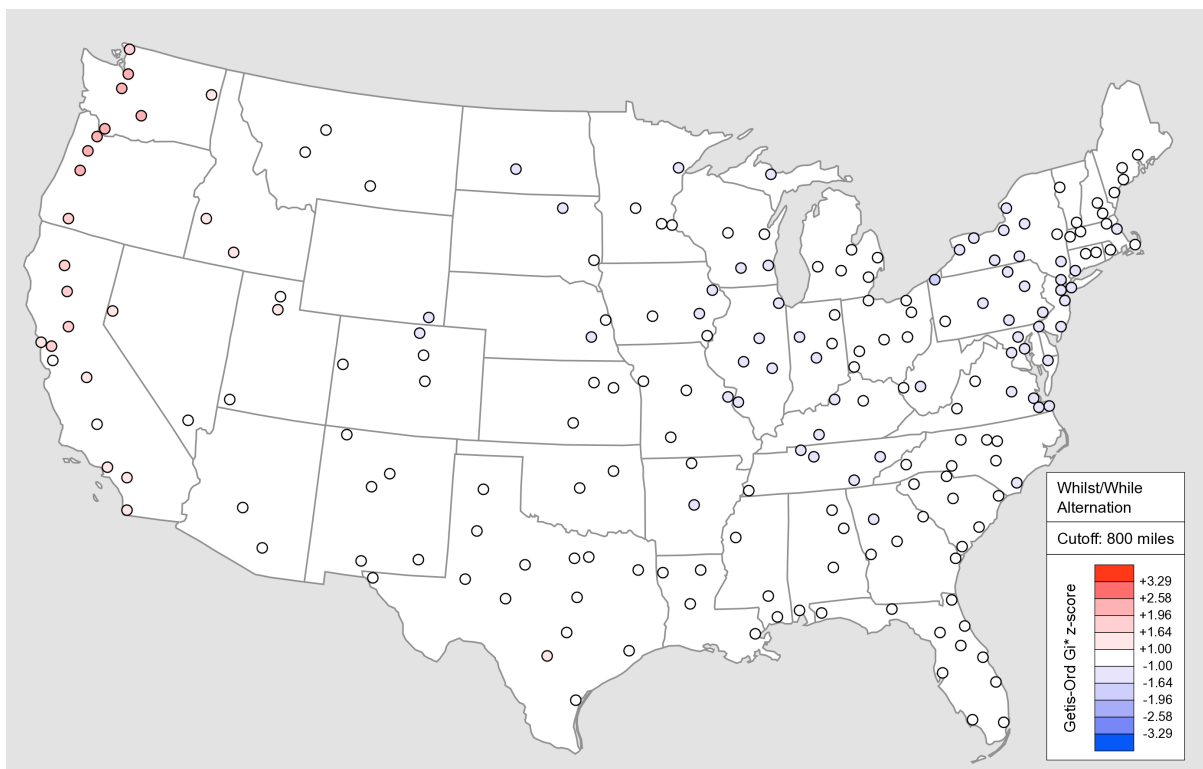 Whilst/While
Alternation
Cutoff: 800 miles
Getis-Ord Gi* z-score
+3.29
+2.58
+1.96
+1.64
+1.00
-1.00
-1.64
-1.96
-2.58
-3.29